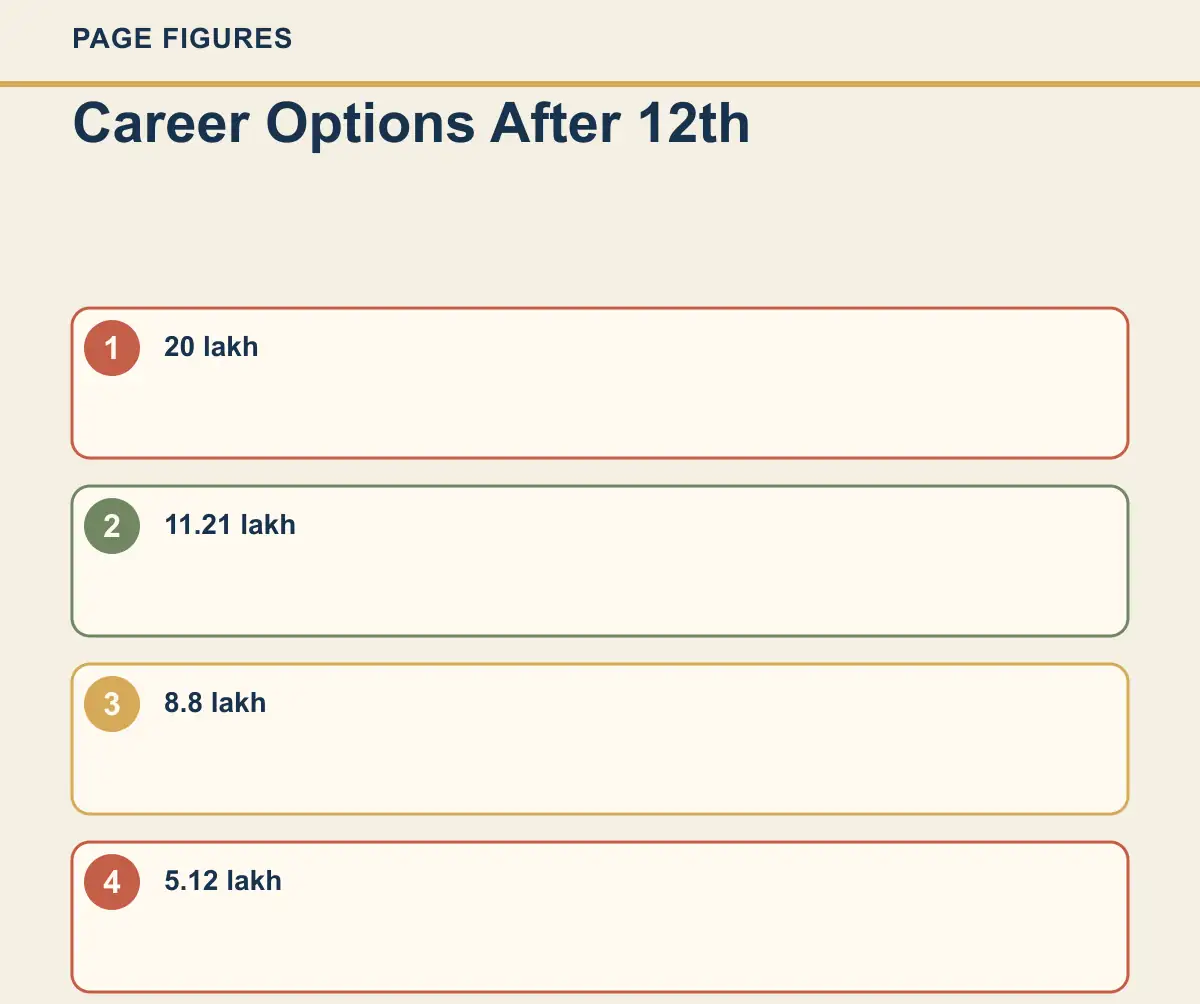 PAGE FIGURES
Career Options After 12th
1 20 lakh
2 11.21 lakh
3 8.8 lakh
4 5.12 lakh